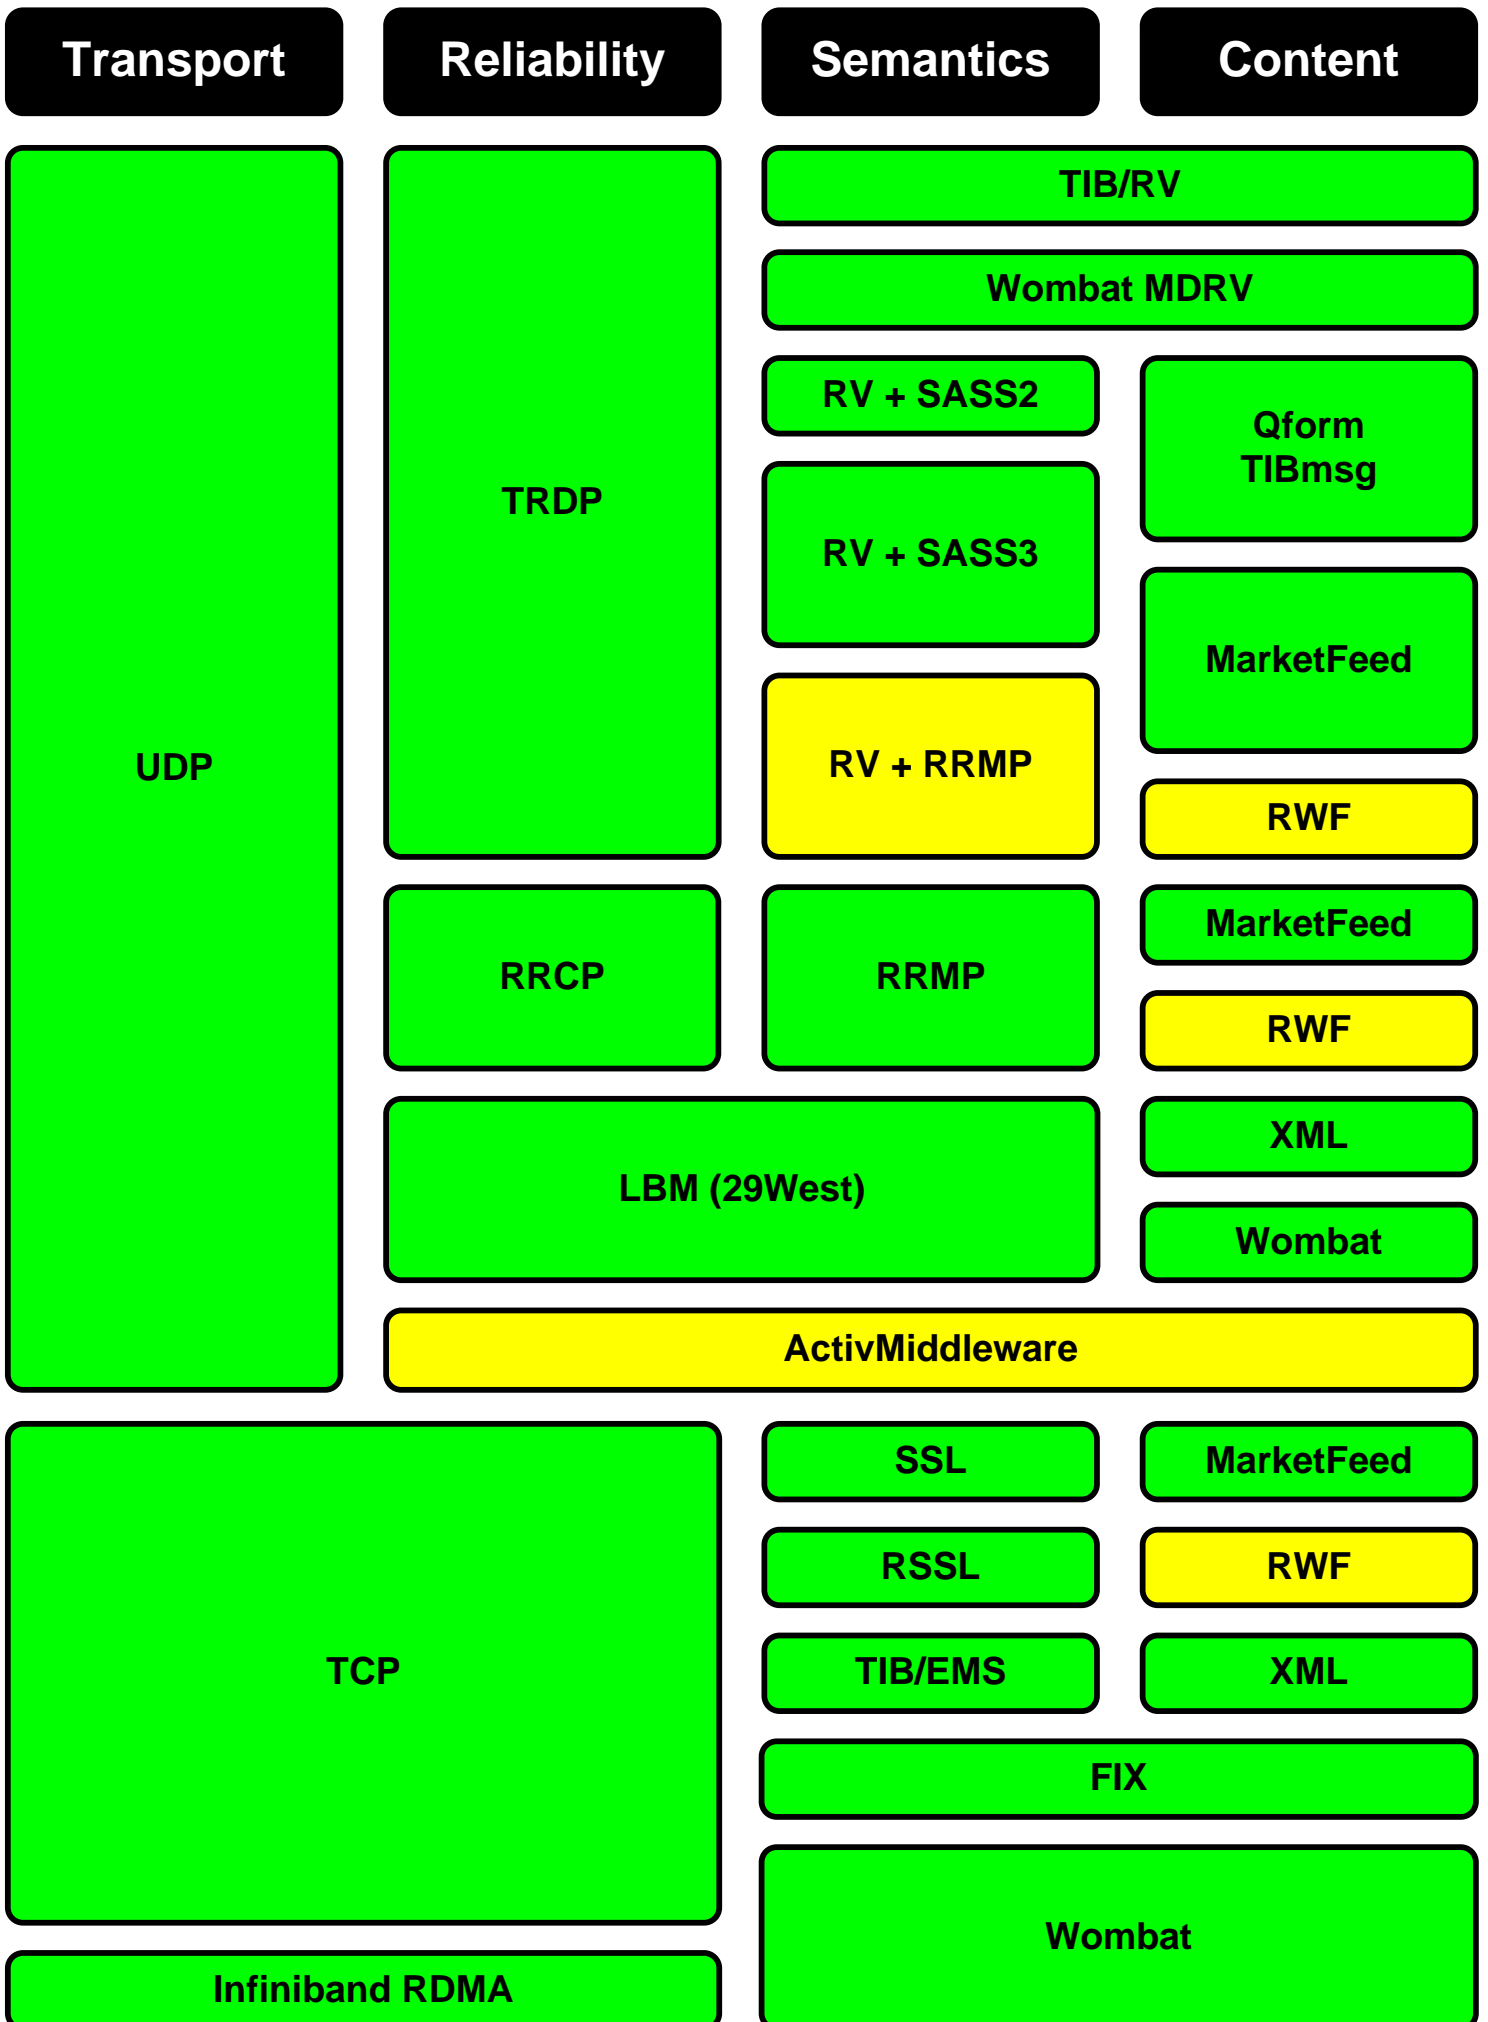 Transport
Reliability
Semantics
Content
TIB/RV
Wombat MDRV
RV + SASS2
Qform
TIBmsg
TRDP
RV + SASS3
MarketFeed
UDP
RV + RRMP
RWF
MarketFeed
RRCP
RRMP
RWF
XML
LBM (29West)
Wombat
ActivMiddleware
SSL
MarketFeed
RSSL
RWF
TCP
TIB/EMS
XML
FIX
Wombat
Infiniband RDMA